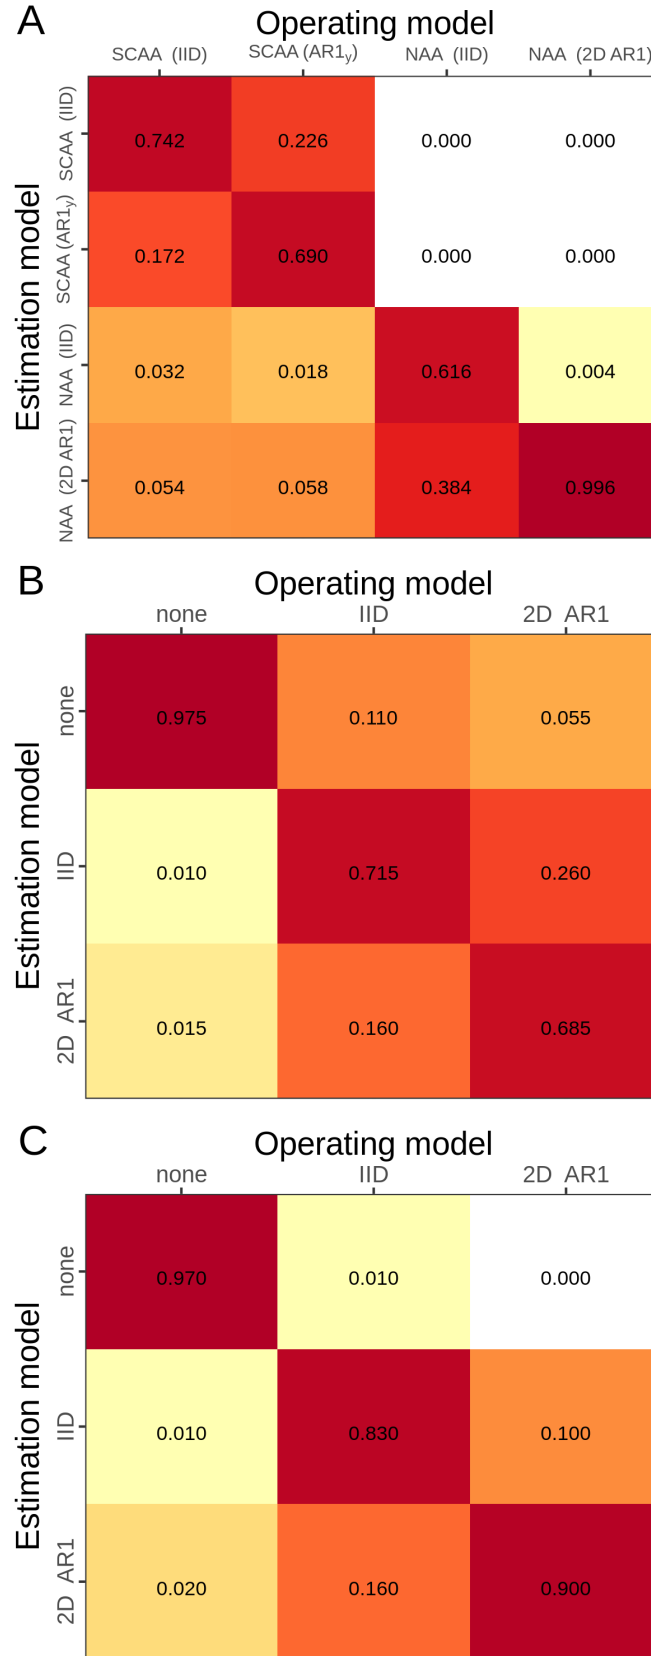 A
Operating model
SCAA (IID) SCAA (AR1y) NAA (IID) NAA (2D AR1)
Estimation model
SCAA (IID) 0.742 0.226 0.000 0.000
SCAA (AR1y) 0.172 0.690 0.000 0.000
NAA (IID) 0.032 0.018 0.616 0.004
NAA (2D AR1) 0.054 0.058 0.384 0.996
B
Operating model
none IID 2D AR1
Estimation model
none 0.975 0.110 0.055
IID 0.010 0.715 0.260
2D AR1 0.015 0.160 0.685
C
Operating model
none IID 2D AR1
Estimation model
none 0.970 0.010 0.000
IID 0.010 0.830 0.100
2D AR1 0.020 0.160 0.900